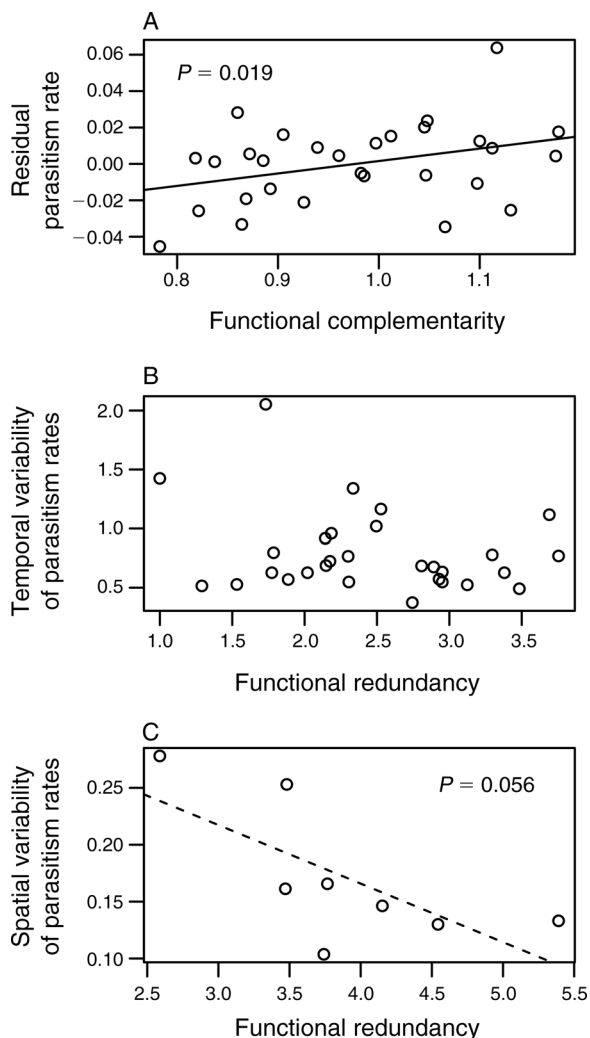 A
Residual
parasitism rate
P = 0.019
0.06
0.04
0.02
0.00
−0.02
−0.04
0.8 0.9 1.0 1.1
Functional complementarity
B
Temporal variability
of parasitism rates
2.0
1.5
1.0
0.5
1.0 1.5 2.0 2.5 3.0 3.5
Functional redundancy
C
Spatial variability
of parasitism rates
P = 0.056
0.25
0.20
0.15
0.10
2.5 3.0 3.5 4.0 4.5 5.0 5.5
Functional redundancy